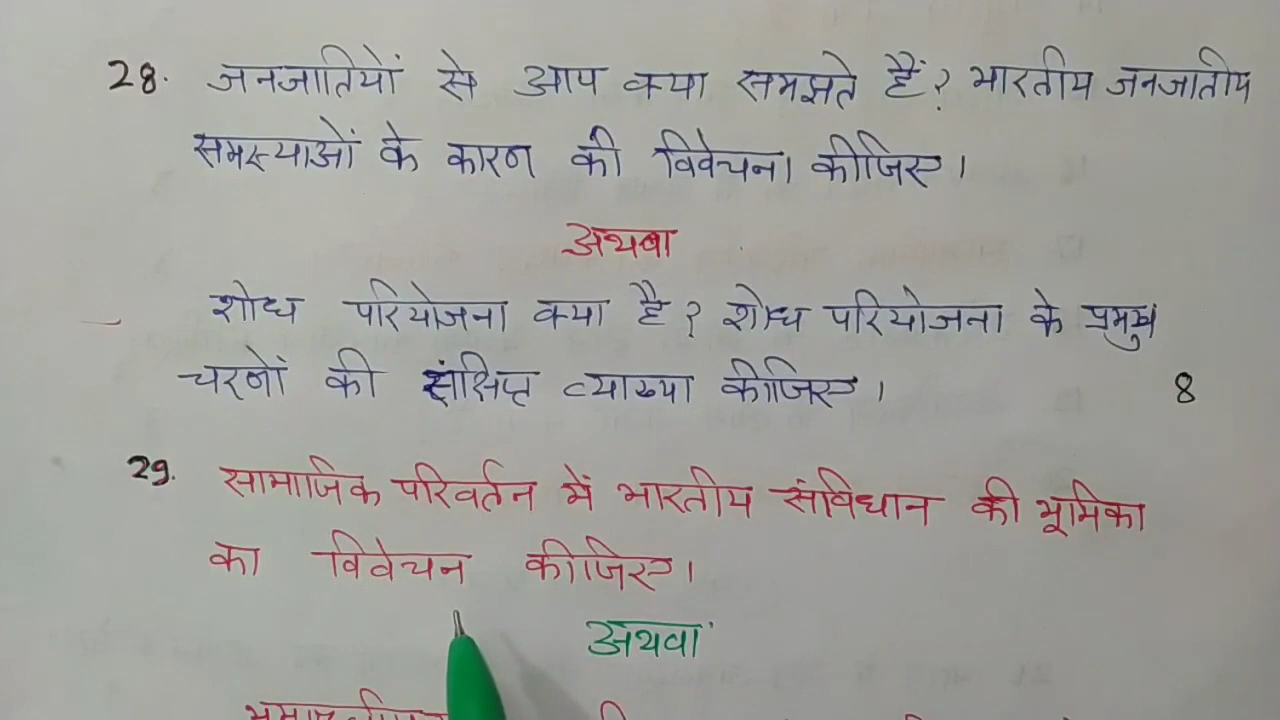 28. जनजातियों से आप क्या समझते हैं? भारतीय जनजातीय
समस्याओं के कारण की विवेचना कीजिए।
अथवा
शोध परियोजना क्या है? शोध परियोजना के प्रमुख
चरणों की संक्षिप्त व्याख्या कीजिए। 8
29. सामाजिक परिवर्तन में भारतीय संविधान की भूमिका
का विवेचन कीजिए।
अथवा